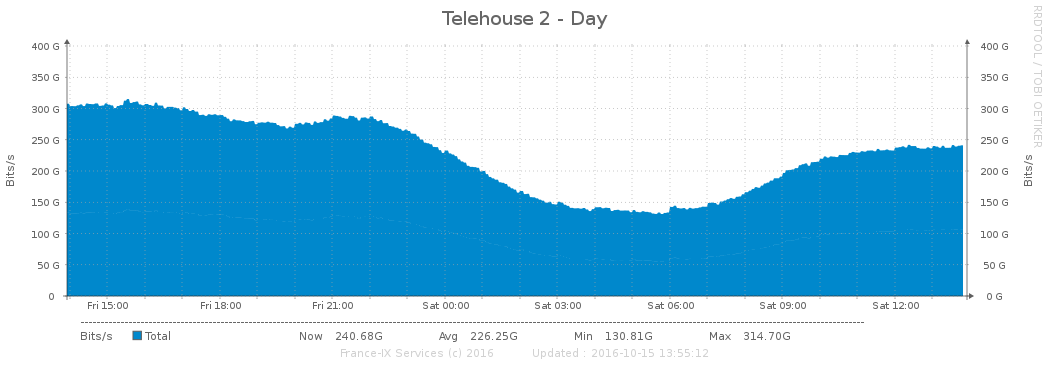 Telehouse 2 - Day
RRDTOOL / TOBI OETIKER
400 G 400 G
350 G 350 G
300 G 300 G
250 G 250 G
200 G 200 G
150 G 150 G
100 G 100 G
50 G 50 G
0 0 G
Bits/s
Bits/s
Fri 15:00 Fri 18:00 Fri 21:00 Sat 00:00 Sat 03:00 Sat 06:00 Sat 09:00 Sat 12:00
Bits/s Total Now 240.68G Avg 226.25G Min 130.81G Max 314.70G
France-IX Services (c) 2016 Updated : 2016-10-15 13:55:12